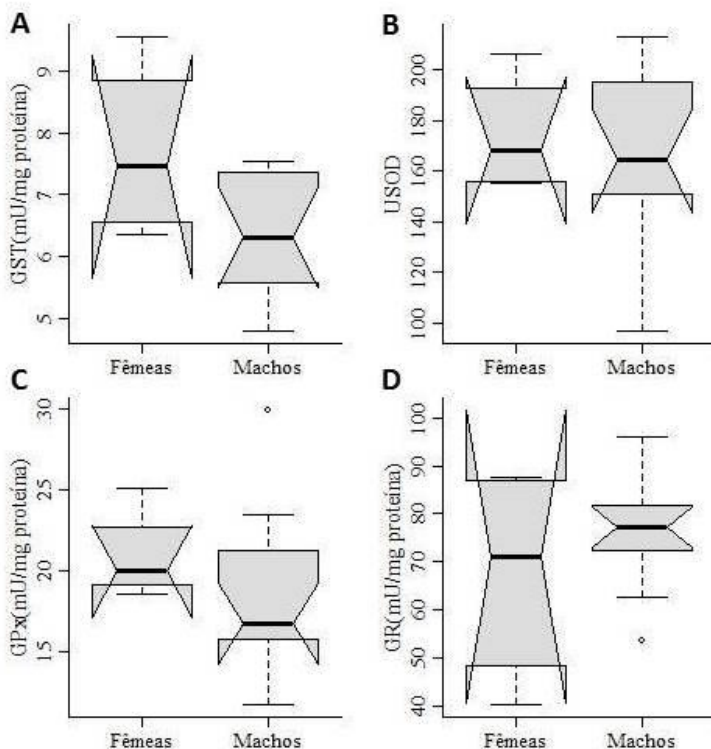 A
GST(mU/mg proteína)
9
8
7
6
5
Fêmeas
Machos
B
USOD
200
180
160
140
120
100
Fêmeas
Machos
C
GPx(mU/mg proteína)
30
25
20
15
Fêmeas
Machos
D
GR(mU/mg proteína)
100
90
80
70
60
50
40
Fêmeas
Machos